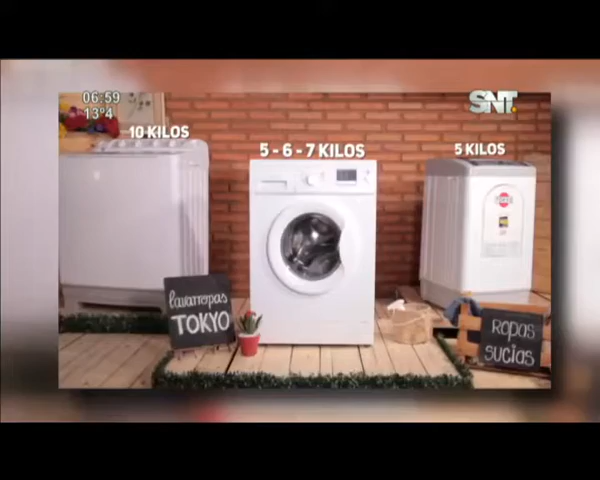 06:59
13°4
SNT.
10 KILOS
5 - 6 - 7 KILOS
5 KILOS
lavarropas
TOKYO
Ropas
sucias